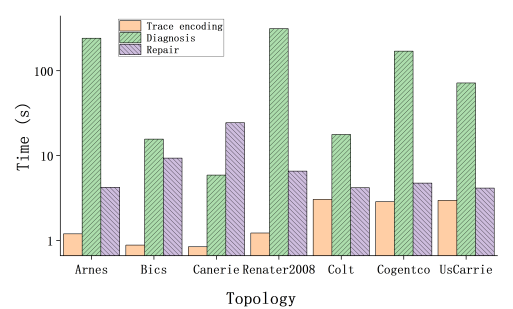 Trace encoding
Diagnosis
Repair
Time (s)
100
10
1
Arnes Bics Canerie Renater2008 Colt Cogentco UsCarrie
Topology